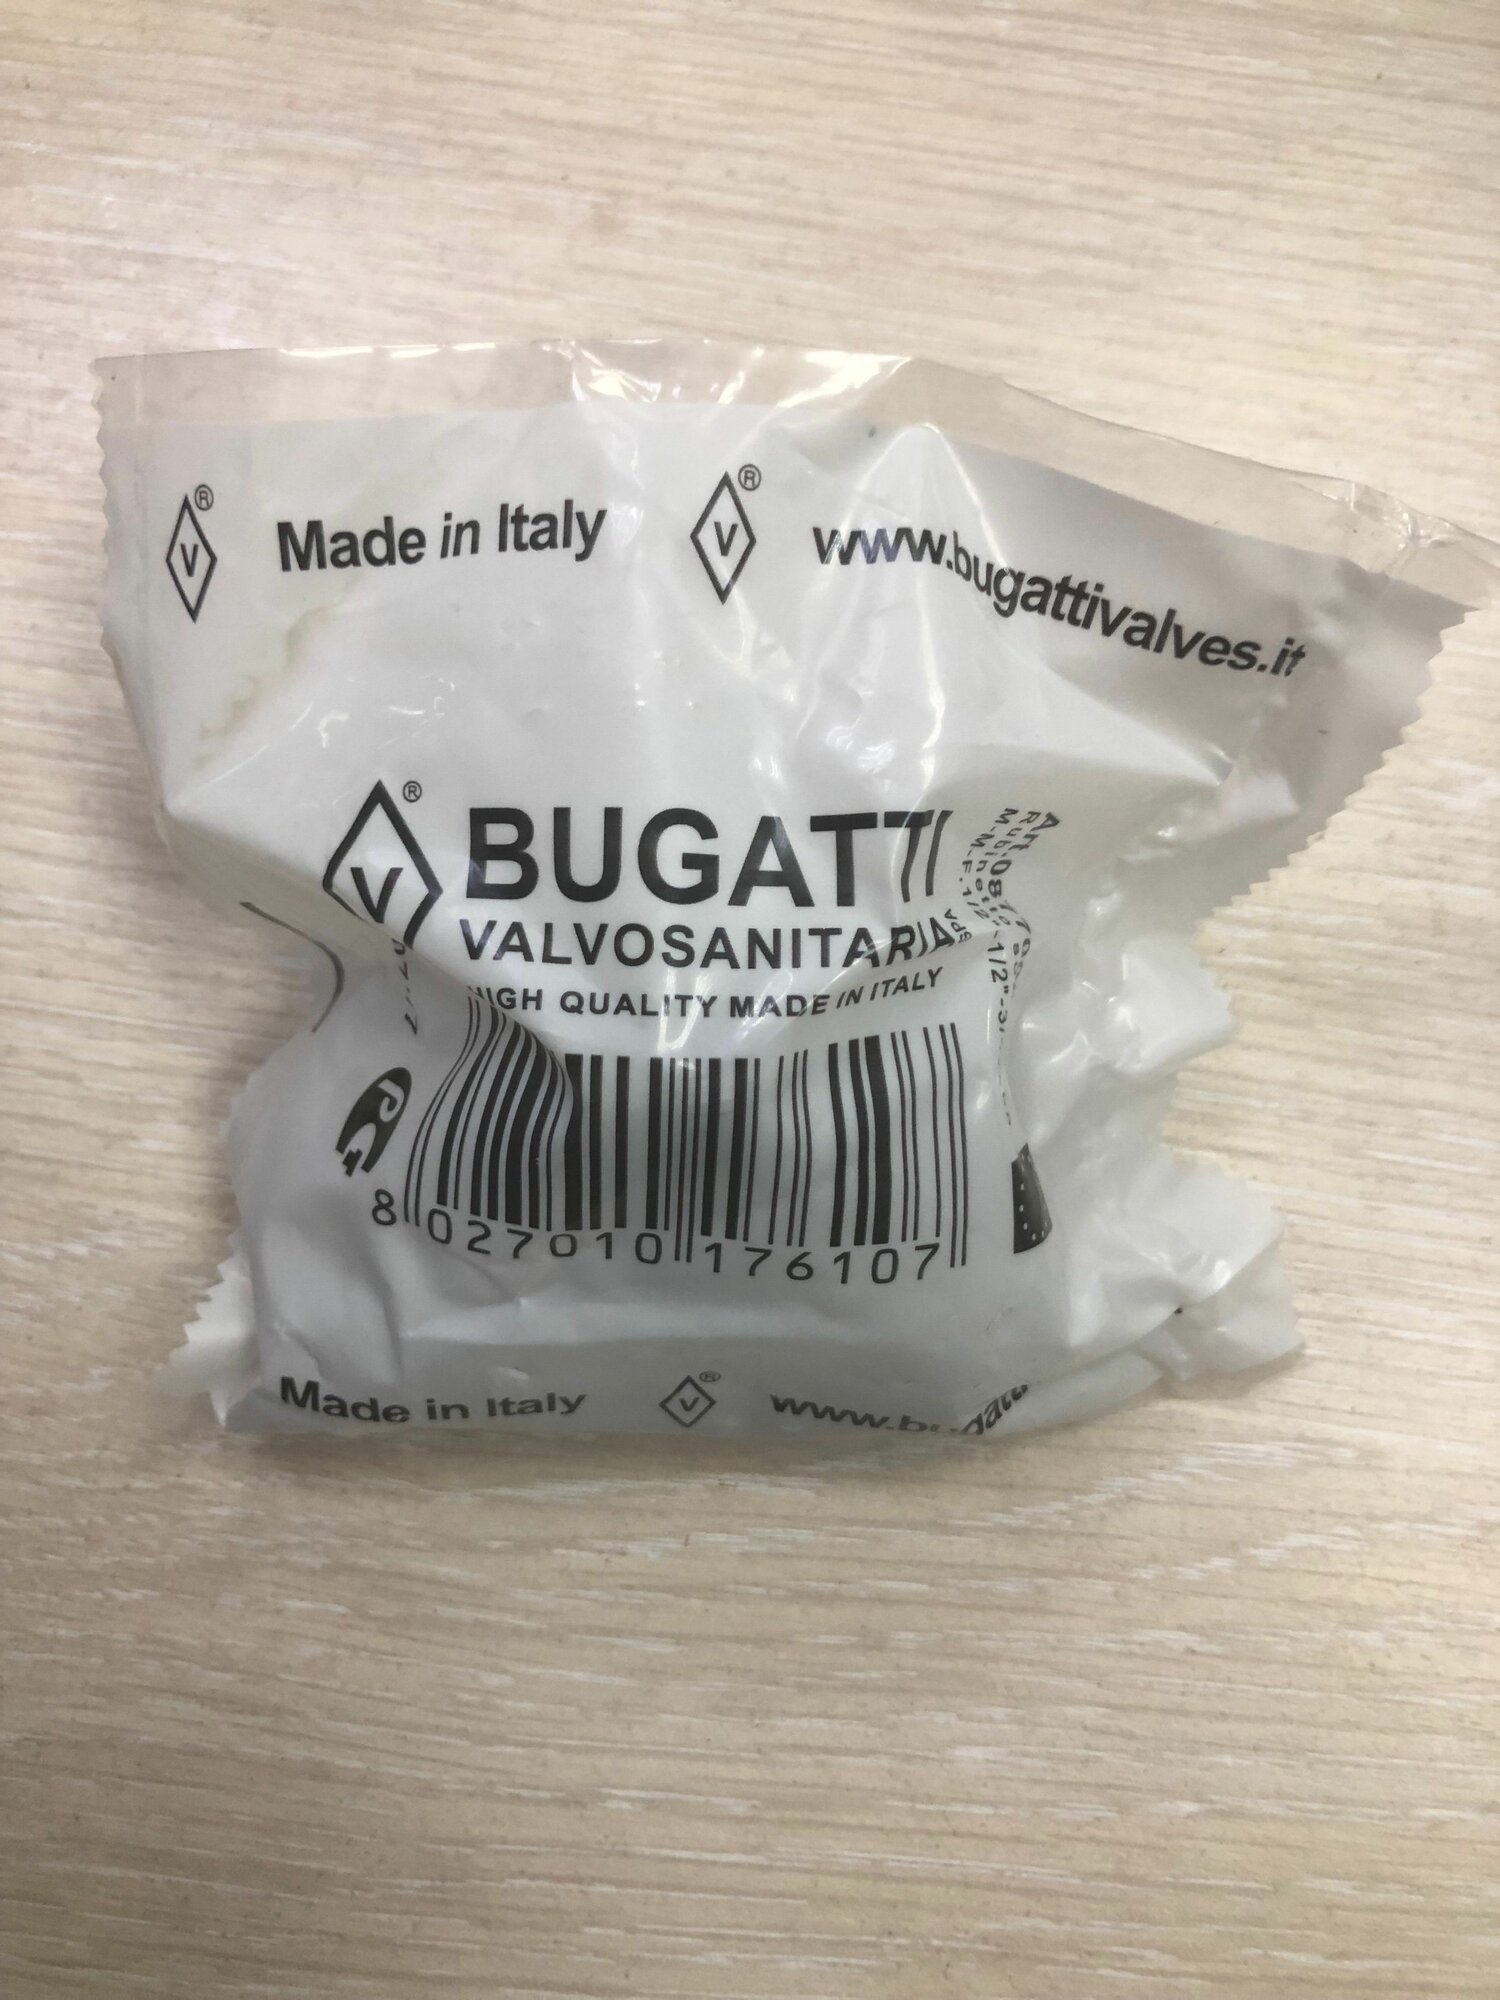 V® Made in Italy V® www.bugattivalves.it
V®
BUGATTI
VALVOSANITARIA SPA
HIGH QUALITY MADE IN ITALY
8 027010 176107
Made in Italy V®